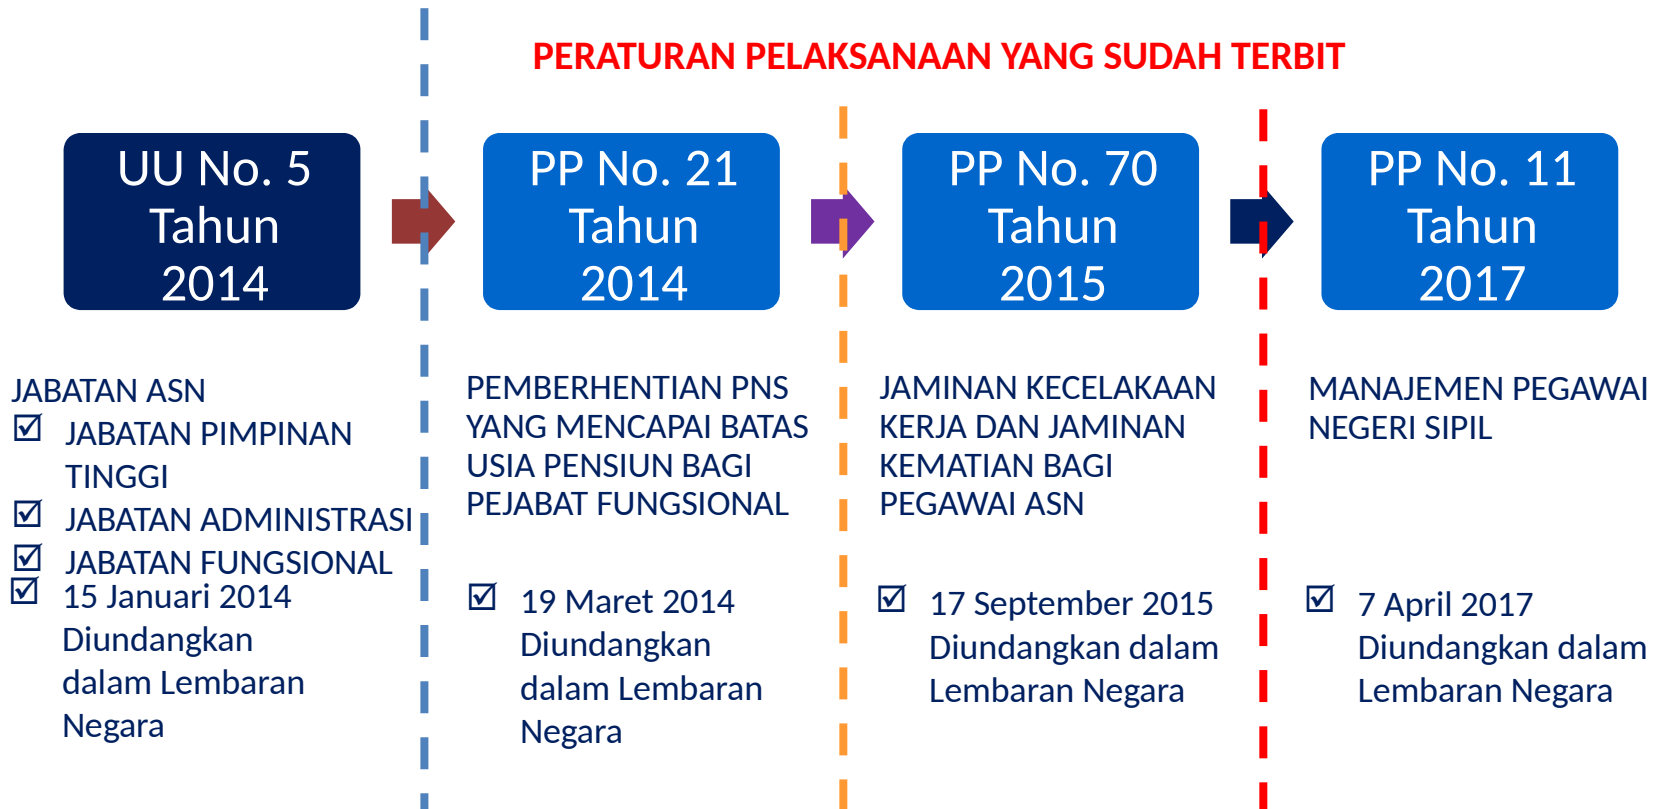 PERATURAN PELAKSANAAN YANG SUDAH TERBIT
UU No. 5
Tahun
2014
JABATAN ASN
JABATAN PIMPINAN
TINGGI
JABATAN ADMINISTRASI
JABATAN FUNGSIONAL
15 Januari 2014
Diundangkan
dalam Lembaran
Negara
PP No. 21
Tahun
2014
PEMBERHENTIAN PNS
YANG MENCAPAI BATAS
USIA PENSIUN BAGI
PEJABAT FUNGSIONAL
19 Maret 2014
Diundangkan
dalam Lembaran
Negara
PP No. 70
Tahun
2015
JAMINAN KECELAKAAN
KERJA DAN JAMINAN
KEMATIAN BAGI
PEGAWAI ASN
17 September 2015
Diundangkan dalam
Lembaran Negara
PP No. 11
Tahun
2017
MANAJEMEN PEGAWAI
NEGERI SIPIL
7 April 2017
Diundangkan dalam
Lembaran Negara